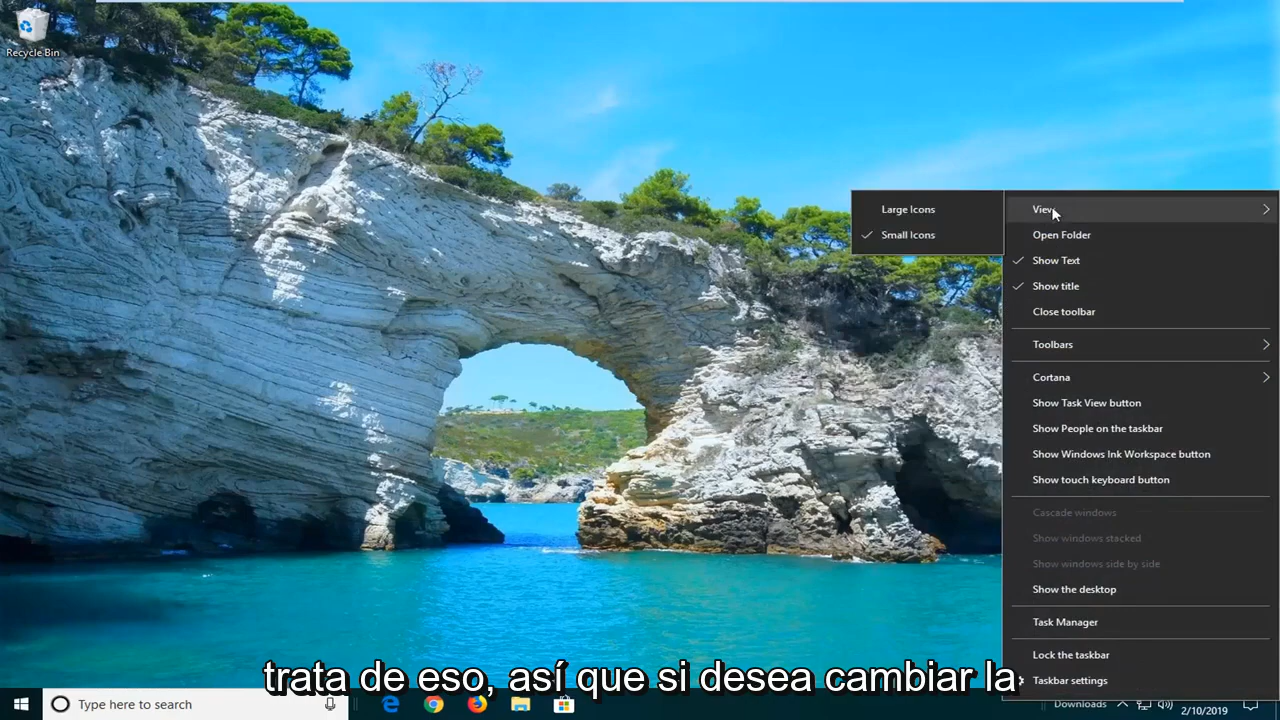 Recycle Bin
Large Icons
Small Icons
View
Open Folder
Show Text
Show title
Close toolbar
Toolbars
Cortana
Show Task View button
Show People on the taskbar
Show Windows Ink Workspace button
Show touch keyboard button
Cascade windows
Show windows stacked
Show windows side by side
Show the desktop
Task Manager
Lock the taskbar
Taskbar settings
trata de eso, así que si desea cambiar la
Type here to search
Downloads
2/10/2019